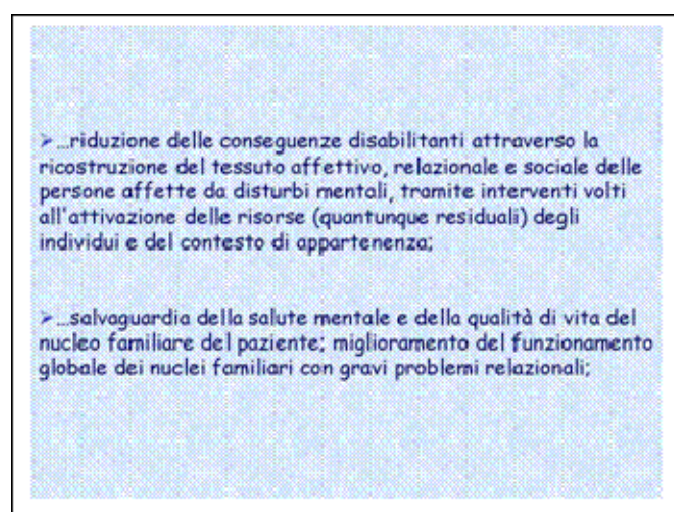 ➢…riduzione delle conseguenze disabilitanti attraverso la
ricostruzione del tessuto affettivo, relazionale e sociale delle
persone affette da disturbi mentali, tramite interventi volti
all'attivazione delle risorse (quantunque residuali) degli
individui e del contesto di appartenenza;
➢…salvaguardia della salute mentale e della qualità di vita del
nucleo familiare del paziente; miglioramento del funzionamento
globale dei nuclei familiari con gravi problemi relazionali;